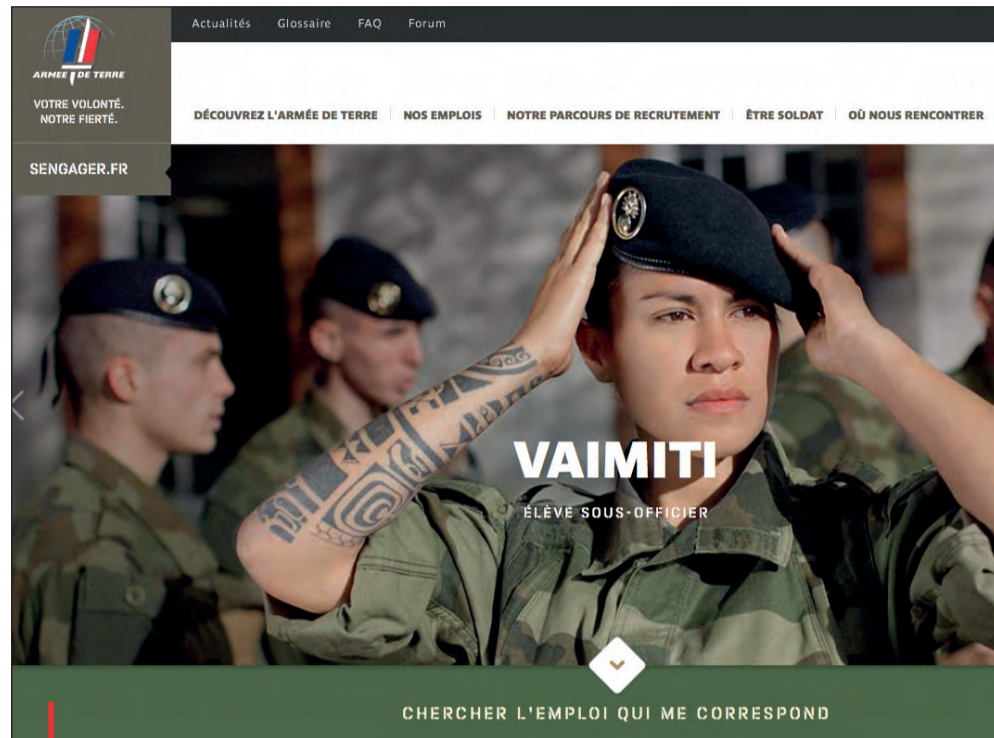 Actualités Glossaire FAQ Forum
ARMEE DE TERRE
VOTRE VOLONTÉ.
NOTRE FIERTÉ.
SENGAGER.FR
DÉCOUVREZ L'ARMÉE DE TERRE NOS EMPLOIS NOTRE PARCOURS DE RECRUTEMENT ÊTRE SOLDAT OÙ NOUS RENCONTRER
VAIMITI
ÉLÈVE SOUS-OFFICIER
CHERCHER L'EMPLOI QUI ME CORRESPOND